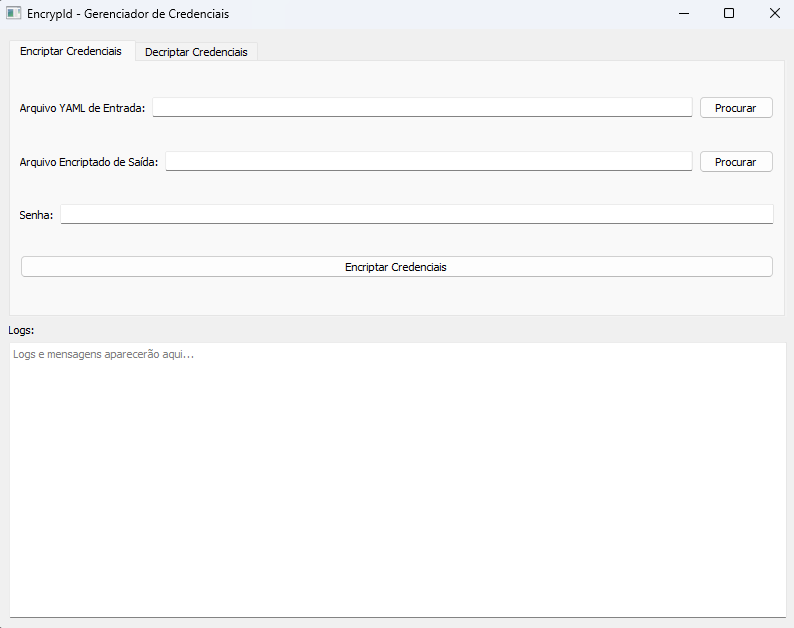 EncrypId - Gerenciador de Credenciais
Encriptar Credenciais
Decriptar Credenciais
Arquivo YAML de Entrada:
Procurar
Arquivo Encriptado de Saída:
Procurar
Senha:
Encriptar Credenciais
Logs:
Logs e mensagens aparecerão aqui...